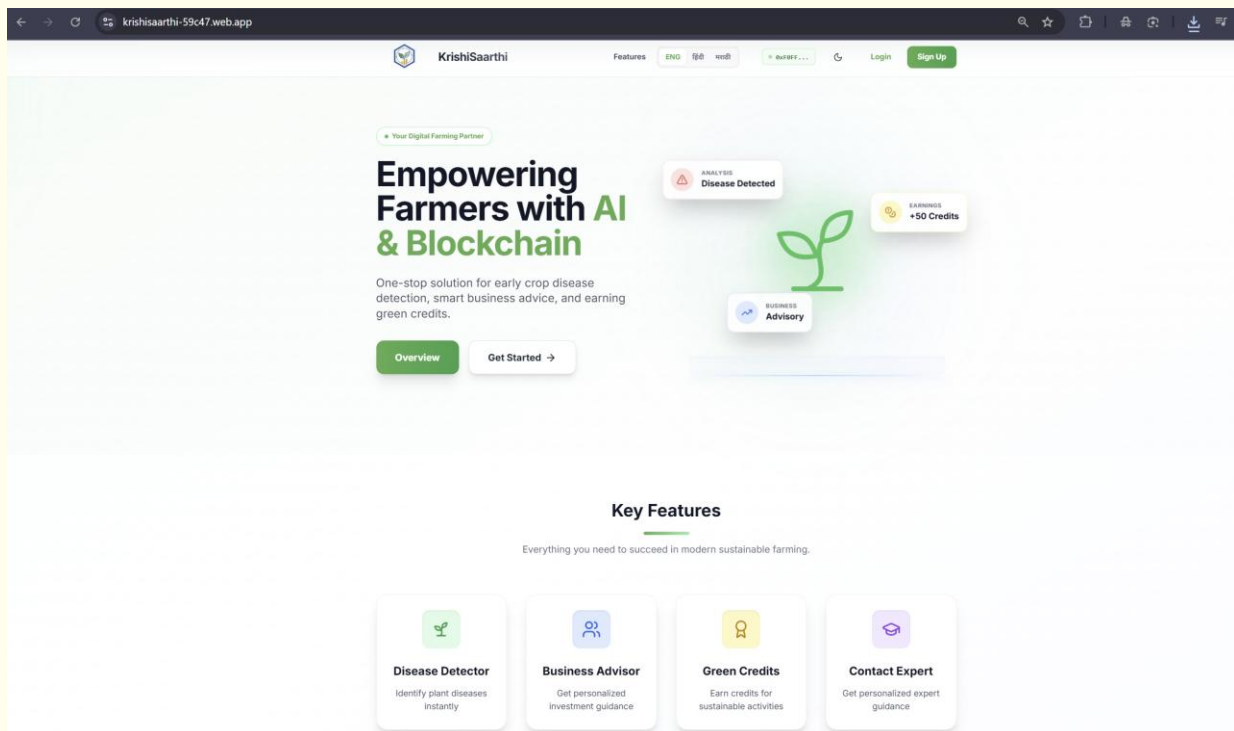 krishisaarthi-59c47.web.app
KrishiSaarthi
Features
ENG हिंदी मराठी
0xF0FF...
Login
Sign Up
Your Digital Farming Partner
Empowering
Farmers with AI
& Blockchain
One-stop solution for early crop disease
detection, smart business advice, and earning
green credits.
Overview
Get Started →
ANALYSIS
Disease Detected
EARNINGS
+50 Credits
BUSINESS
Advisory
Key Features
Everything you need to succeed in modern sustainable farming.
Disease Detector
Identify plant diseases
instantly
Business Advisor
Get personalized
investment guidance
Green Credits
Earn credits for
sustainable activities
Contact Expert
Get personalized expert
guidance